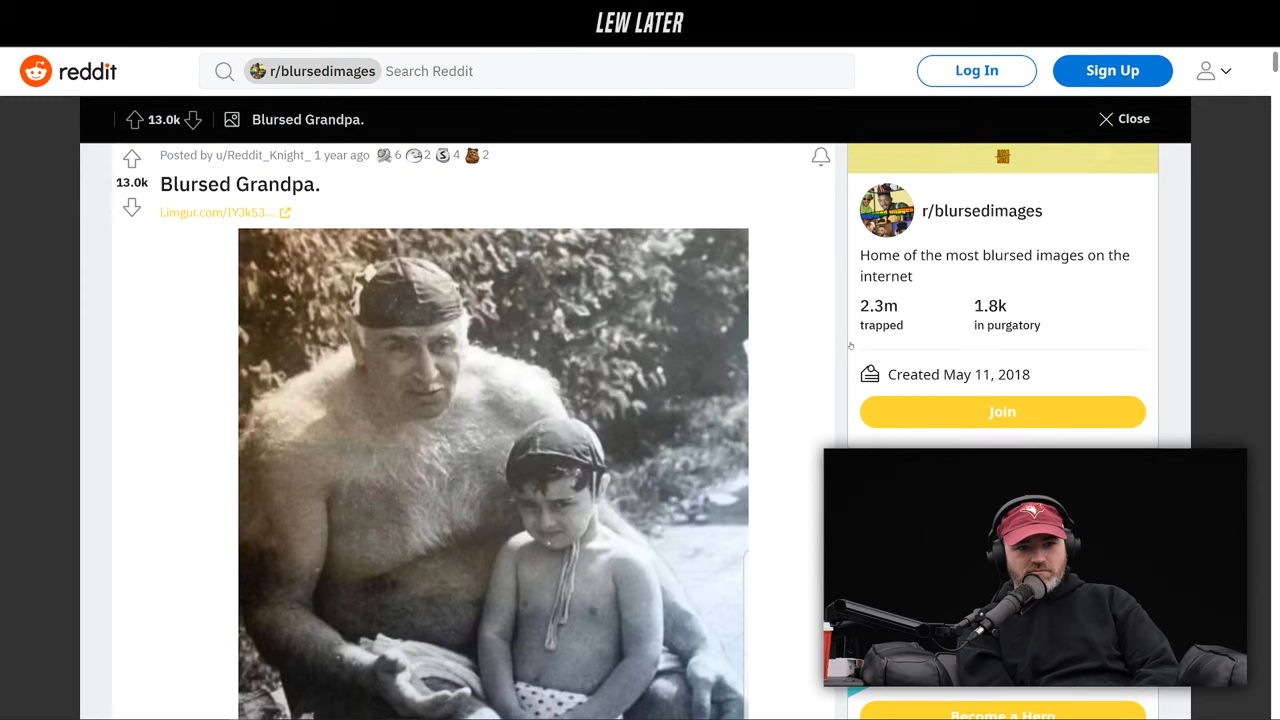 LEW LATER
reddit
r/blursedimages
Search Reddit
Log In
Sign Up
13.0k
Blursed Grandpa.
Close
Posted by u/Reddit_Knight_ 1 year ago
6
2
4
2
13.0k
Blursed Grandpa.
i.imgur.com/IYJk53...
r/blursedimages
Home of the most blursed images on the
internet
2.3m
1.8k
trapped
in purgatory
Created May 11, 2018
Join
Become a Hero